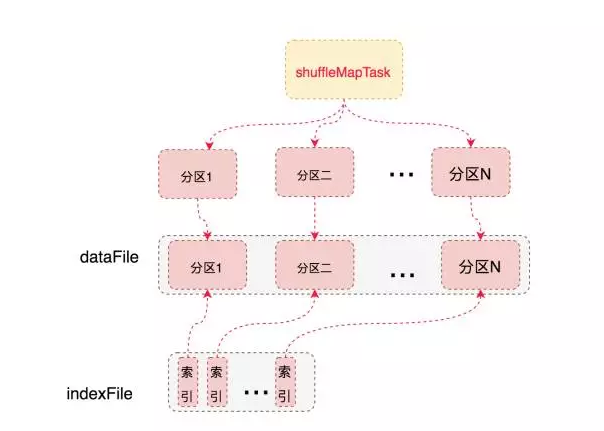 shuffleMapTask
分区1
分区二
...
分区N
dataFile
分区1
分区二
...
分区N
indexFile
索引
索引
...
索引